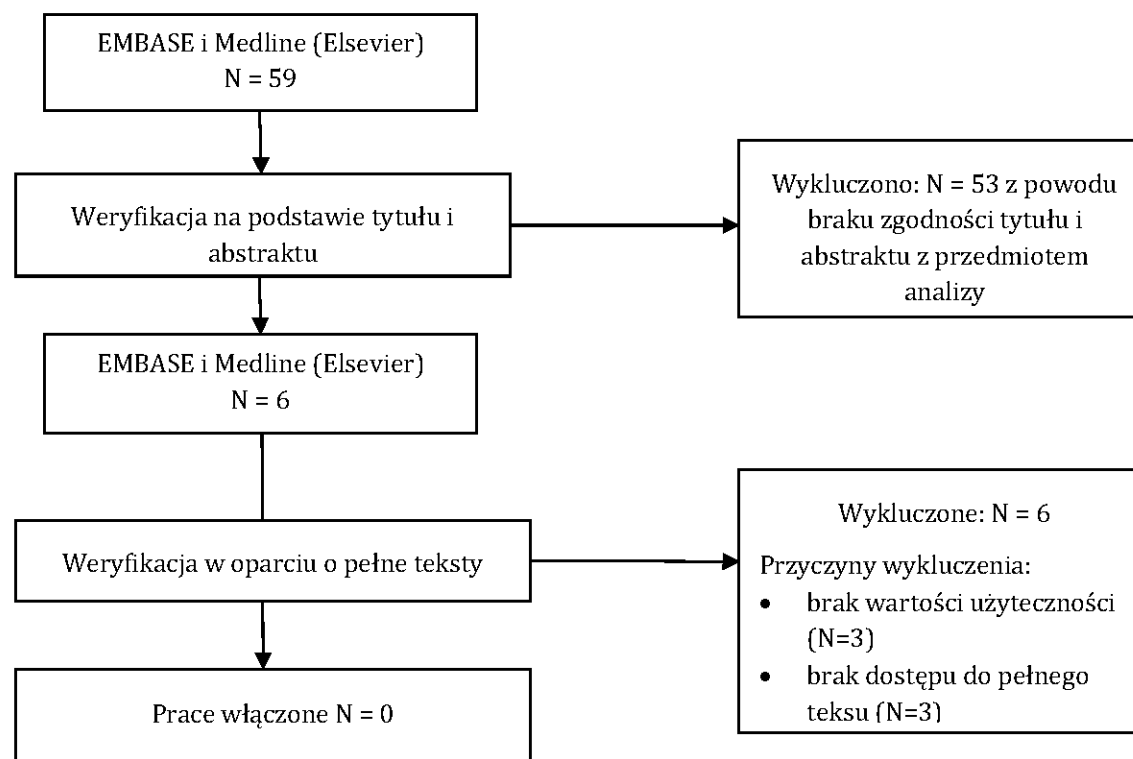 EMBASE i Medline (Elsevier)
N = 59
Weryfikacja na podstawie tytułu i
abstraktu
Wykluczono: N = 53 z powodu
braku zgodności tytułu i
abstraktu z przedmiotem
analizy
EMBASE i Medline (Elsevier)
N = 6
Weryfikacja w oparciu o pełne teksty
Wykluczone: N = 6
Przyczyny wykluczenia:
• brak wartości użyteczności
(N=3)
• brak dostępu do pełnego
teksu (N=3)
Prace włączone N = 0